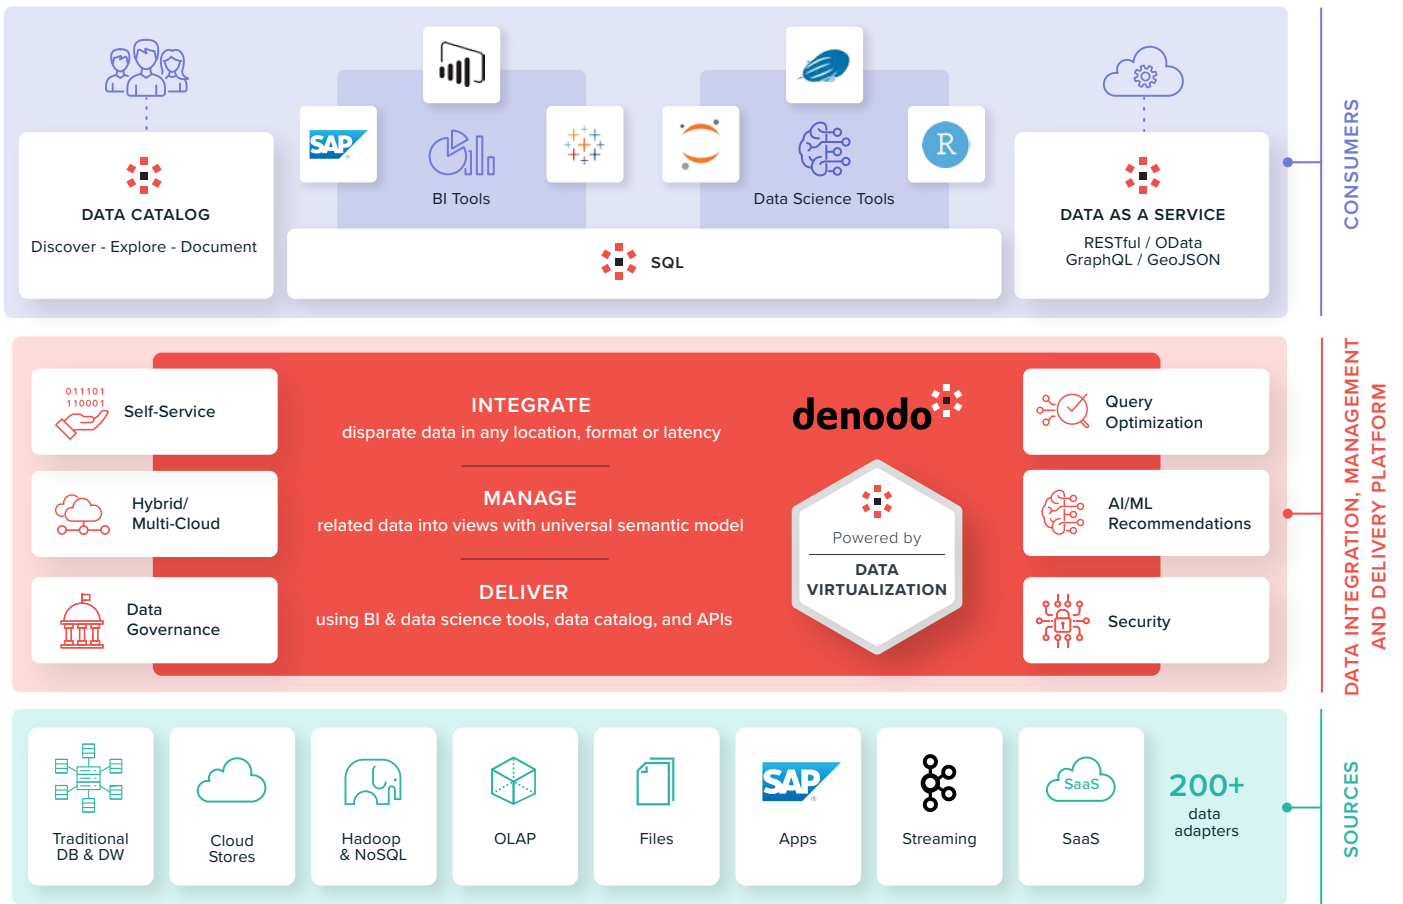 SAP
BI Tools
Data Science Tools
R
DATA CATALOG
Discover - Explore - Document
SQL
DATA AS A SERVICE
RESTful / OData
GraphQL / GeoJSON
CONSUMERS
011101
110001
Self-Service
Hybrid/
Multi-Cloud
Data
Governance
INTEGRATE
disparate data in any location, format or latency
MANAGE
related data into views with universal semantic model
DELIVER
using BI & data science tools, data catalog, and APIs
denodo
Powered by
DATA
VIRTUALIZATION
Query
Optimization
AI/ML
Recommendations
Security
DATA INTEGRATION, MANAGEMENT
AND DELIVERY PLATFORM
Traditional
DB & DW
Cloud
Stores
Hadoop
& NoSQL
OLAP
Files
SAP
Apps
Streaming
SaaS
SaaS
200+
data
adapters
SOURCES